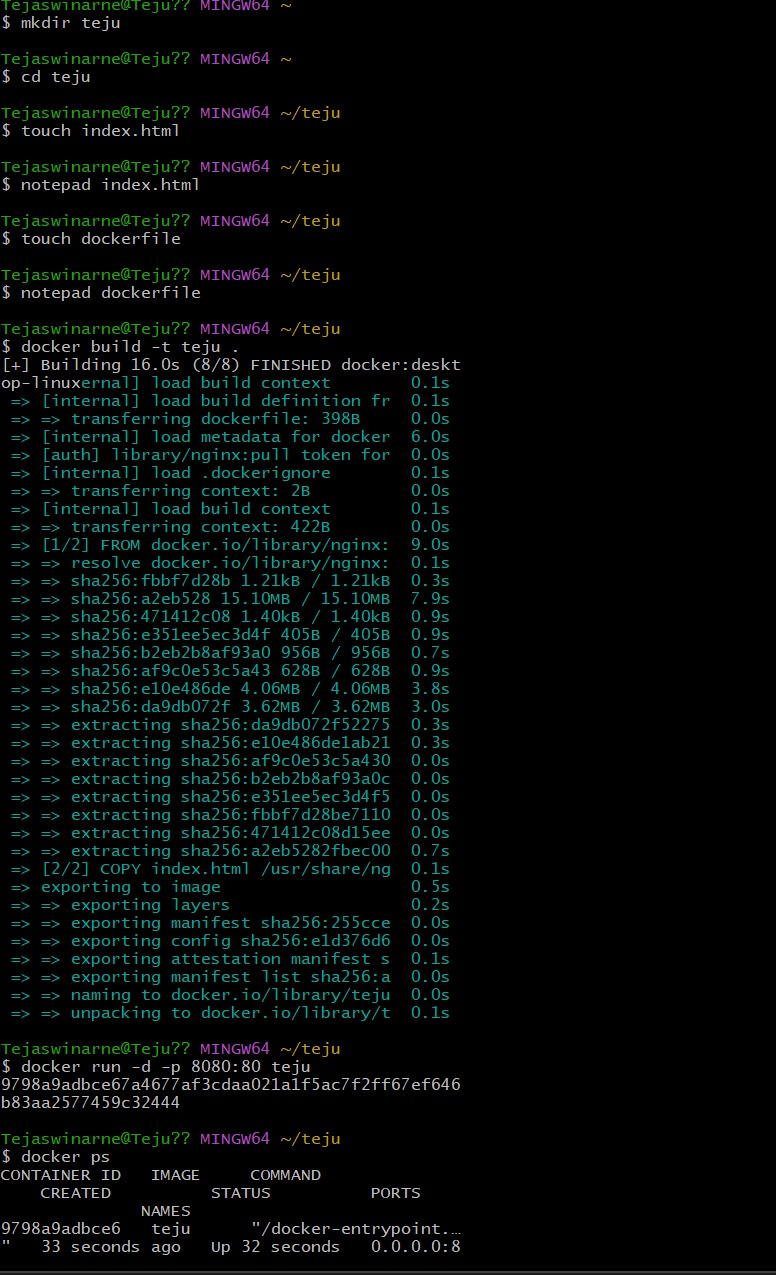 Tejaswinarne@Teju?? MINGW64 ~
$ mkdir teju
Tejaswinarne@Teju?? MINGW64 ~
$ cd teju
Tejaswinarne@Teju?? MINGW64 ~/teju
$ touch index.html
Tejaswinarne@Teju?? MINGW64 ~/teju
$ notepad index.html
Tejaswinarne@Teju?? MINGW64 ~/teju
$ touch dockerfile
Tejaswinarne@Teju?? MINGW64 ~/teju
$ notepad dockerfile
Tejaswinarne@Teju?? MINGW64 ~/teju
$ docker build -t teju .
[+] Building 16.0s (8/8) FINISHED docker:deskt
op-linuxernal] load build context 0.1s
=> [internal] load build definition fr 0.1s
=> => transferring dockerfile: 398B 0.0s
=> [internal] load metadata for docker 6.0s
=> [auth] library/nginx:pull token for 0.0s
=> [internal] load .dockerignore 0.1s
=> => transferring context: 2B 0.0s
=> [internal] load build context 0.1s
=> => transferring context: 422B 0.0s
=> [1/2] FROM docker.io/library/nginx: 9.0s
=> => resolve docker.io/library/nginx: 0.1s
=> => sha256:fbbf7d28b 1.21kB / 1.21kB 0.3s
=> => sha256:a2eb528 15.10MB / 15.10MB 7.9s
=> => sha256:471412c08 1.40kB / 1.40kB 0.9s
=> => sha256:e351ee5ec3d4f 405B / 405B 0.9s
=> => sha256:b2eb2b8af93a0 956B / 956B 0.7s
=> => sha256:af9c0e53c5a43 628B / 628B 0.9s
=> => sha256:e10e486de 4.06MB / 4.06MB 3.8s
=> => sha256:da9db072f 3.62MB / 3.62MB 3.0s
=> => extracting sha256:da9db072f52275 0.3s
=> => extracting sha256:e10e486de1ab21 0.3s
=> => extracting sha256:af9c0e53c5a430 0.0s
=> => extracting sha256:b2eb2b8af93a0c 0.0s
=> => extracting sha256:e351ee5ec3d4f5 0.0s
=> => extracting sha256:fbbf7d28be7110 0.0s
=> => extracting sha256:471412c08d15ee 0.0s
=> => extracting sha256:a2eb5282fbec00 0.7s
=> [2/2] COPY index.html /usr/share/ng 0.1s
=> exporting to image 0.5s
=> => exporting layers 0.2s
=> => exporting manifest sha256:255cce 0.0s
=> => exporting config sha256:e1d376d6 0.0s
=> => exporting attestation manifest s 0.1s
=> => exporting manifest list sha256:a 0.0s
=> => naming to docker.io/library/teju 0.0s
=> => unpacking to docker.io/library/t 0.1s
Tejaswinarne@Teju?? MINGW64 ~/teju
$ docker run -d -p 8080:80 teju
9798a9adbce67a4677af3cdaa021a1f5ac7f2ff67ef646
b83aa2577459c32444
Tejaswinarne@Teju?? MINGW64 ~/teju
$ docker ps
CONTAINER ID IMAGE COMMAND
CREATED STATUS PORTS
NAMES
9798a9adbce6 teju "/docker-entrypoint.…
" 33 seconds ago Up 32 seconds 0.0.0.0:8